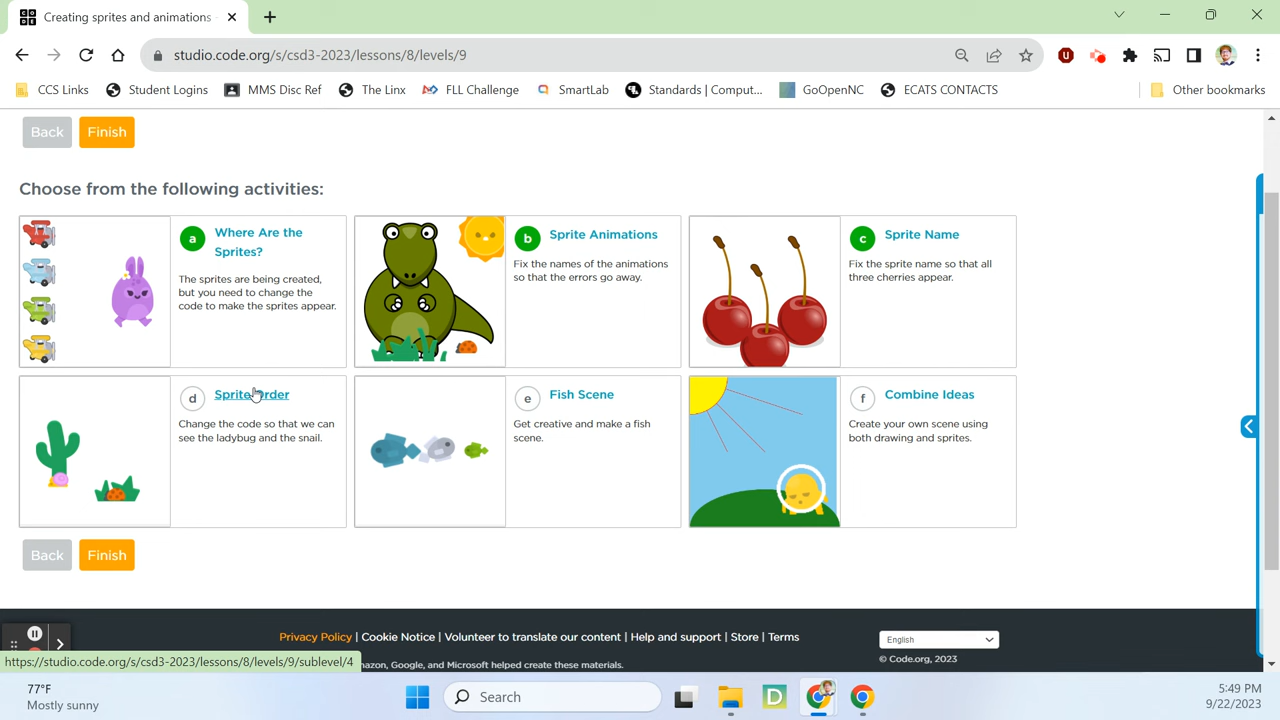 Creating sprites and animations
studio.code.org/s/csd3-2023/lessons/8/levels/9
CCS Links Student Logins MMS Disc Ref The Linx FLL Challenge SmartLab Standards | Comput... GoOpenNC ECATS CONTACTS Other bookmarks
Back Finish
Choose from the following activities:
a Where Are the Sprites?
The sprites are being created,
but you need to change the
code to make the sprites appear.
b Sprite Animations
Fix the names of the animations
so that the errors go away.
c Sprite Name
Fix the sprite name so that all
three cherries appear.
d Sprite Order
Change the code so that we can
see the ladybug and the snail.
e Fish Scene
Get creative and make a fish
scene.
f Combine Ideas
Create your own scene using
both drawing and sprites.
Back Finish
Privacy Policy | Cookie Notice | Volunteer to translate our content | Help and support | Store | Terms
English
azon, Google, and Microsoft helped create these materials.
© Code.org, 2023
https://studio.code.org/s/csd3-2023/lessons/8/levels/9/sublevel/4
77°F
Mostly sunny
Search
5:49 PM
9/22/2023